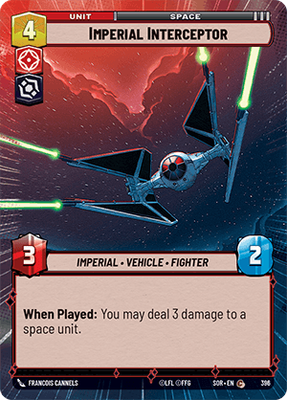 UNIT SPACE
4
IMPERIAL INTERCEPTOR
3
IMPERIAL • VEHICLE • FIGHTER
2
When Played: You may deal 3 damage to a
space unit.
FRANCOIS CANNELS ©LFL ©FFG SOR • EN C 396